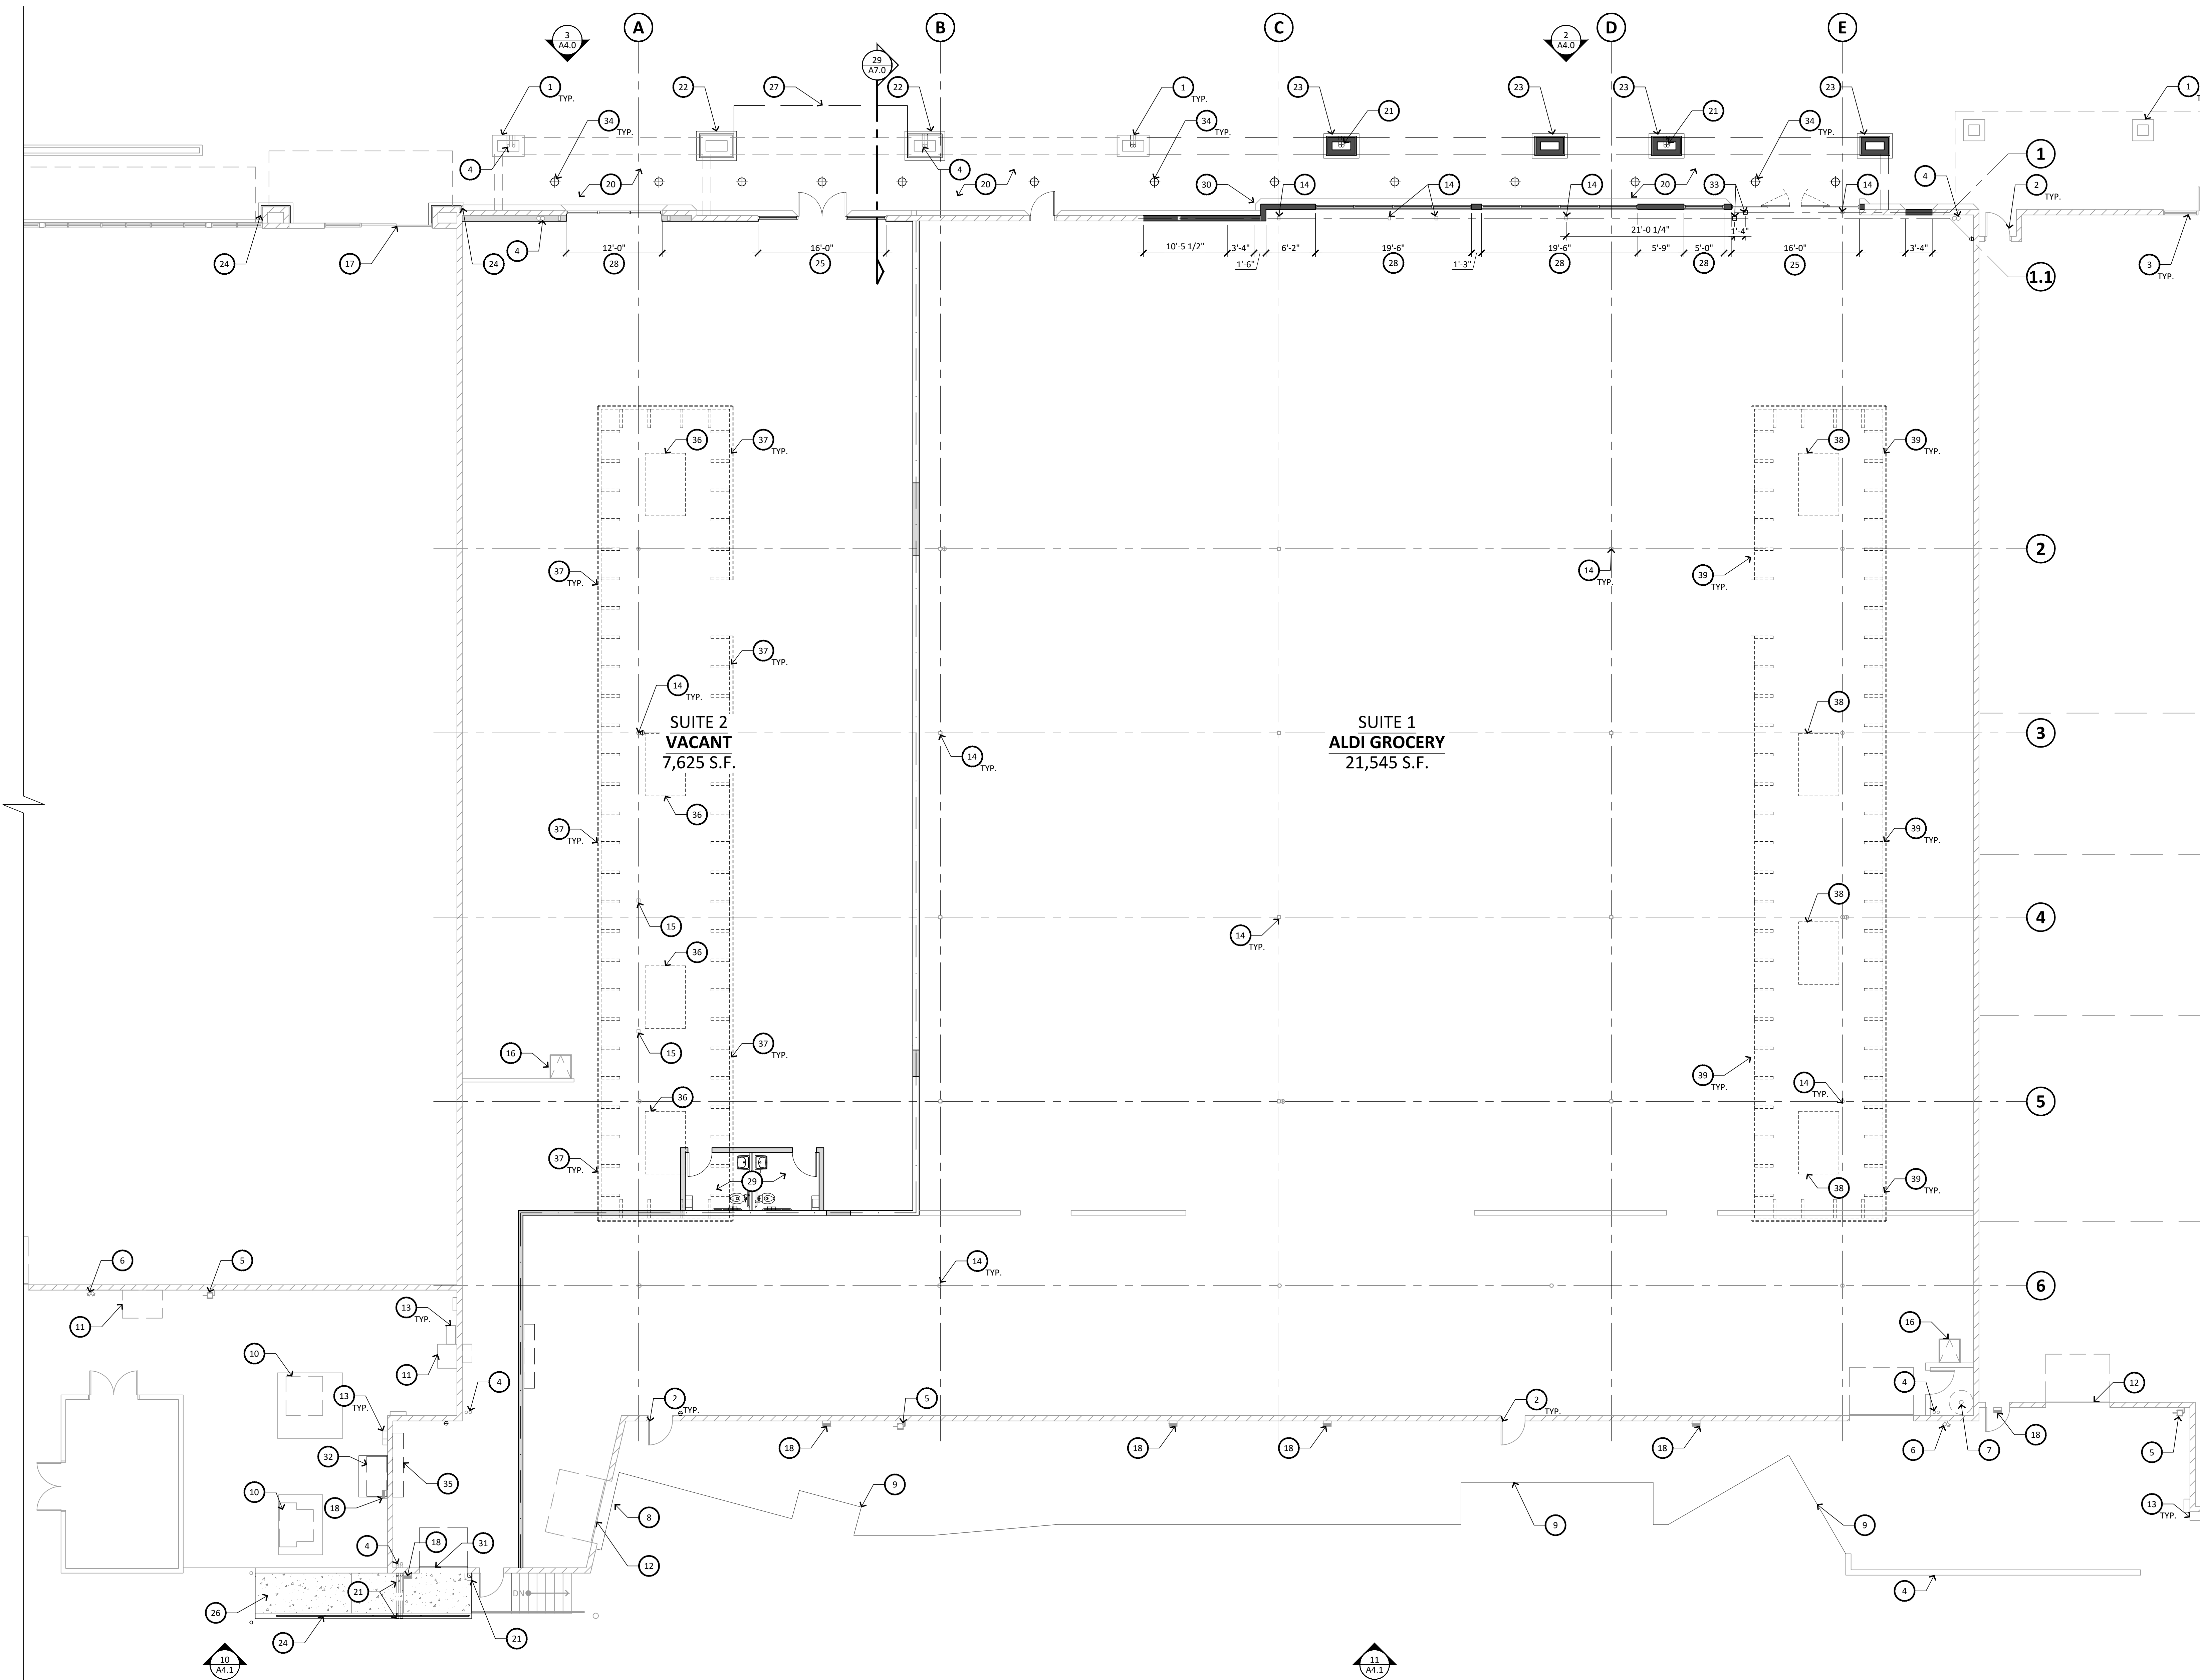 A
B
C
D
E
3
A4.0
2
A4.0
29
A7.0
1
TYP.
22
27
22
1
TYP.
23
23
23
23
1
21
21
34
TYP.
34
TYP.
34
TYP.
4
4
1
20
20
30
14
14
14
20
33
14
4
2
TYP.
24
17
24
4
12'-0"
28
16'-0"
25
10'-5 1/2"
3'-4"
1'-6"
6'-2"
19'-6"
28
1'-3"
19'-6"
28
21'-0 1/4"
5'-9"
5'-0"
28
1'-4"
16'-0"
25
3'-4"
3
TYP.
1.1
36
37
TYP.
38
39
TYP.
2
37
TYP.
14
TYP.
39
TYP.
37
TYP.
14
TYP.
38
SUITE 2
VACANT
7,625 S.F.
SUITE 1
ALDI GROCERY
21,545 S.F.
3
14
TYP.
36
37
TYP.
39
TYP.
38
15
14
TYP.
4
36
16
15
37
TYP.
39
TYP.
14
TYP.
36
5
37
TYP.
29
38
39
TYP.
6
5
14
TYP.
6
11
13
TYP.
16
10
11
13
TYP.
4
2
TYP.
5
2
TYP.
4
12
18
18
18
18
6
7
18
5
32
35
10
18
8
9
9
9
13
TYP.
4
18
31
12
21
DN
26
24
21
4
10
A4.1
11
A4.1